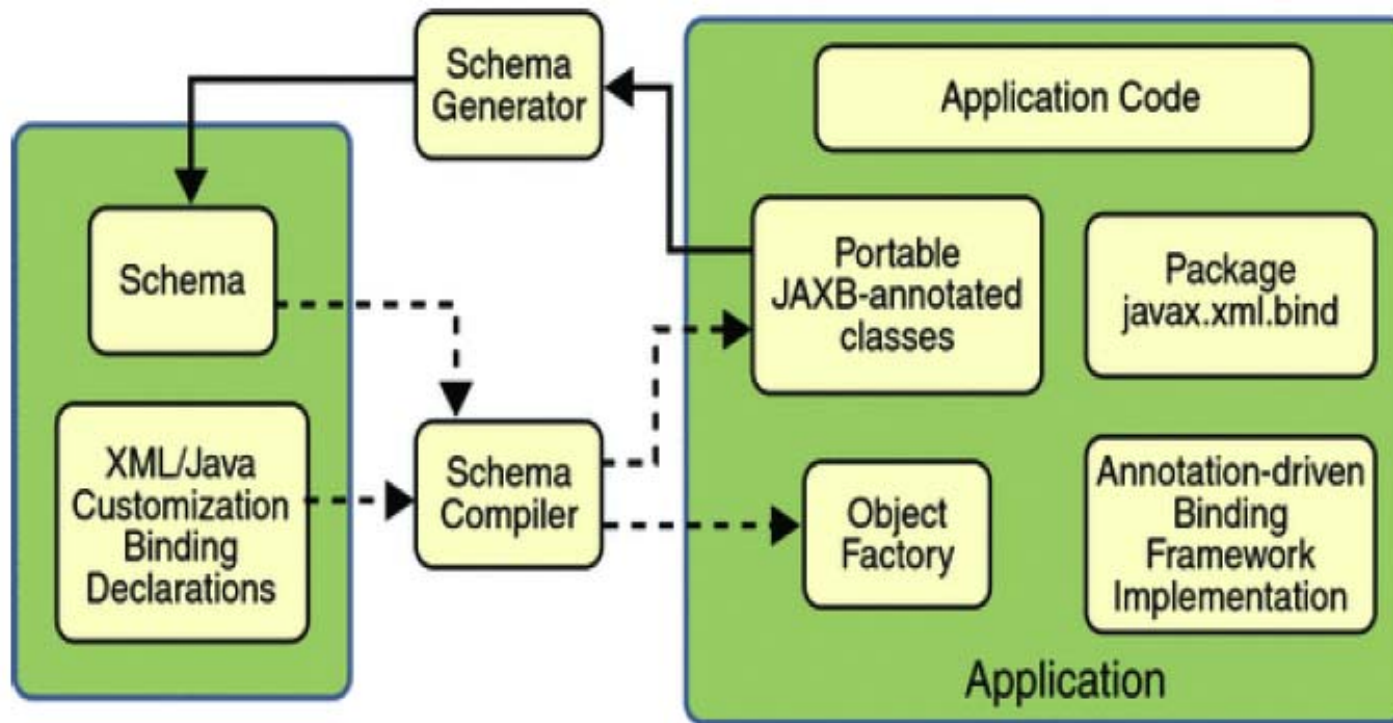 Schema
Generator
Application Code
Schema
Portable
JAXB-annotated
classes
Package
javax.xml.bind
XML/Java
Customization
Binding
Declarations
Schema
Compiler
Object
Factory
Annotation-driven
Binding
Framework
Implementation
Application